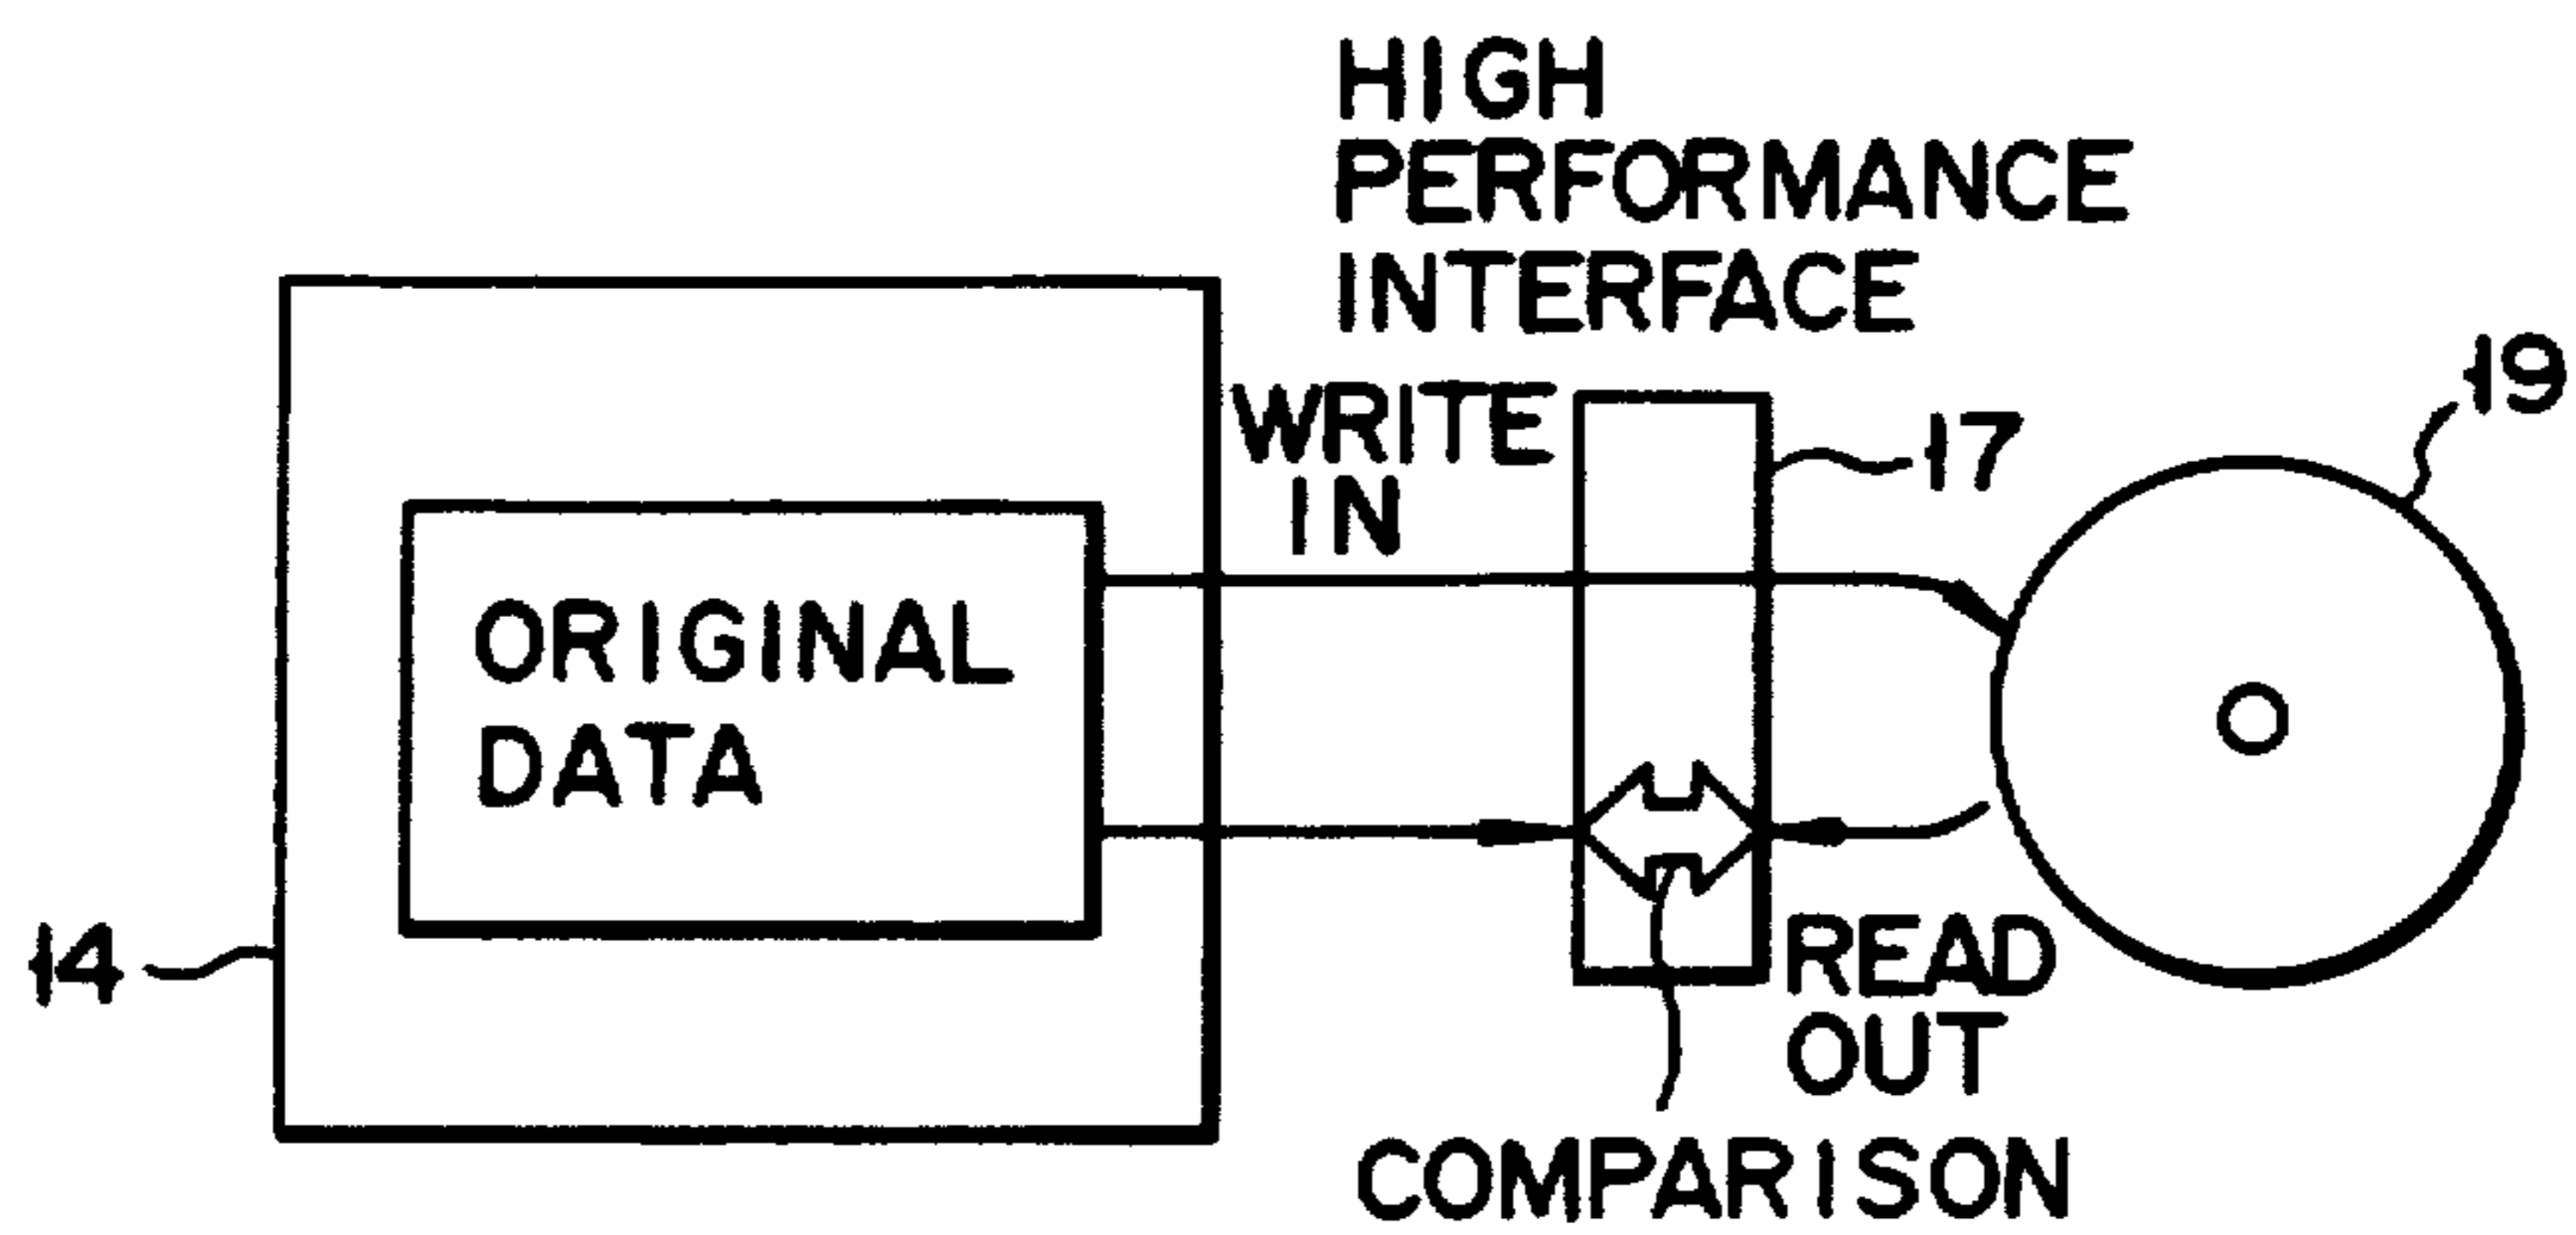 HIGH
PERFORMANCE
INTERFACE
19
WRITE
IN
17
ORIGINAL
DATA
14
READ
OUT
COMPARISON